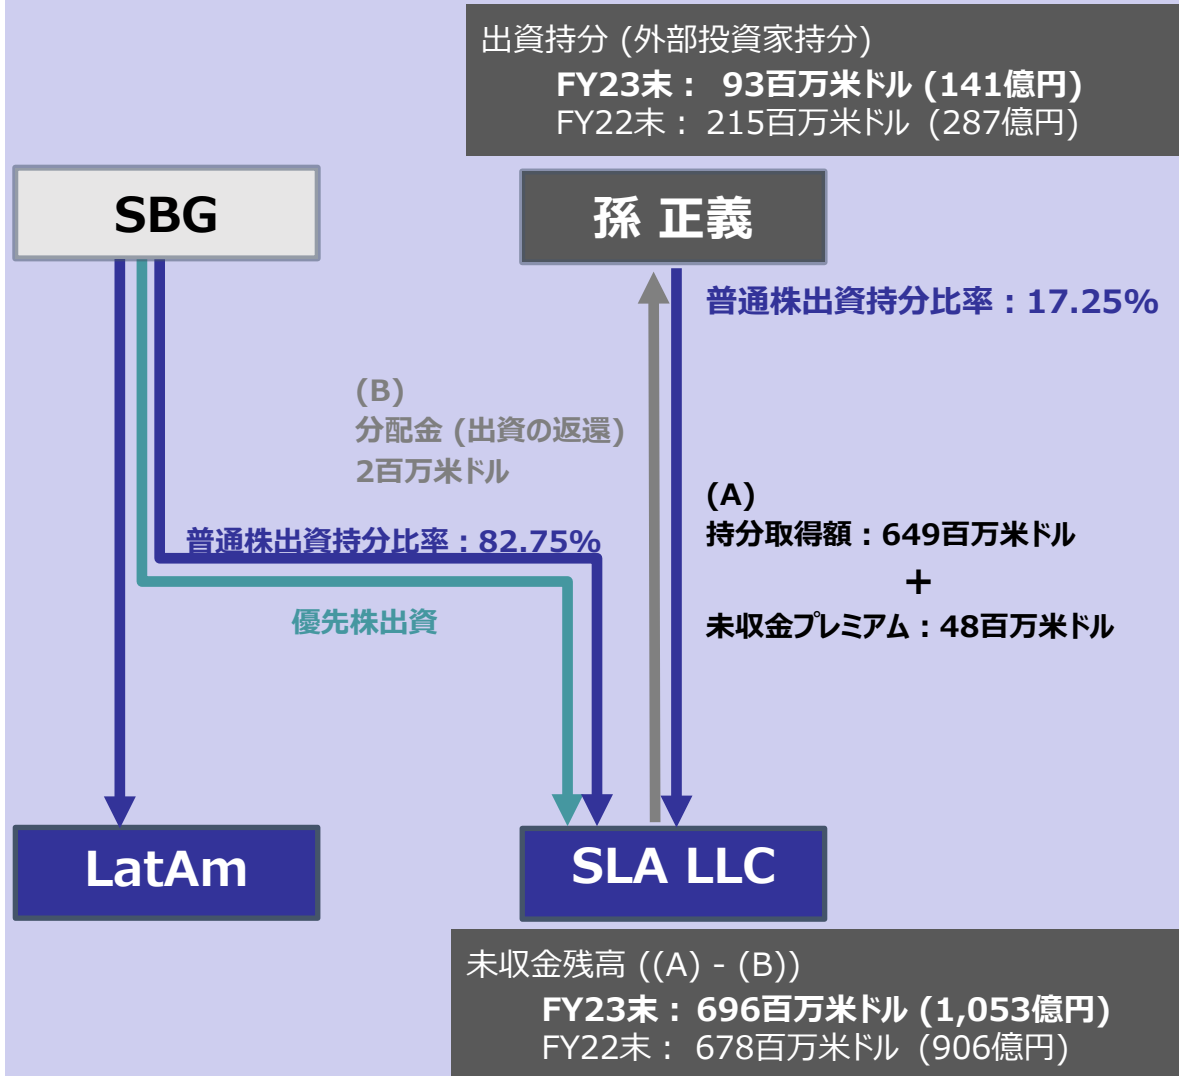 出資持分 (外部投資家持分)
FY23末： 93百万米ドル (141億円)
FY22末： 215百万米ドル (287億円)
SBG
孫 正義
普通株出資持分比率：17.25%
(B)
分配金 (出資の返還)
2百万米ドル
(A)
持分取得額：649百万米ドル
+
未収金プレミアム：48百万米ドル
普通株出資持分比率：82.75%
優先株出資
LatAm
SLA LLC
未収金残高 ((A) - (B))
FY23末： 696百万米ドル (1,053億円)
FY22末： 678百万米ドル (906億円)